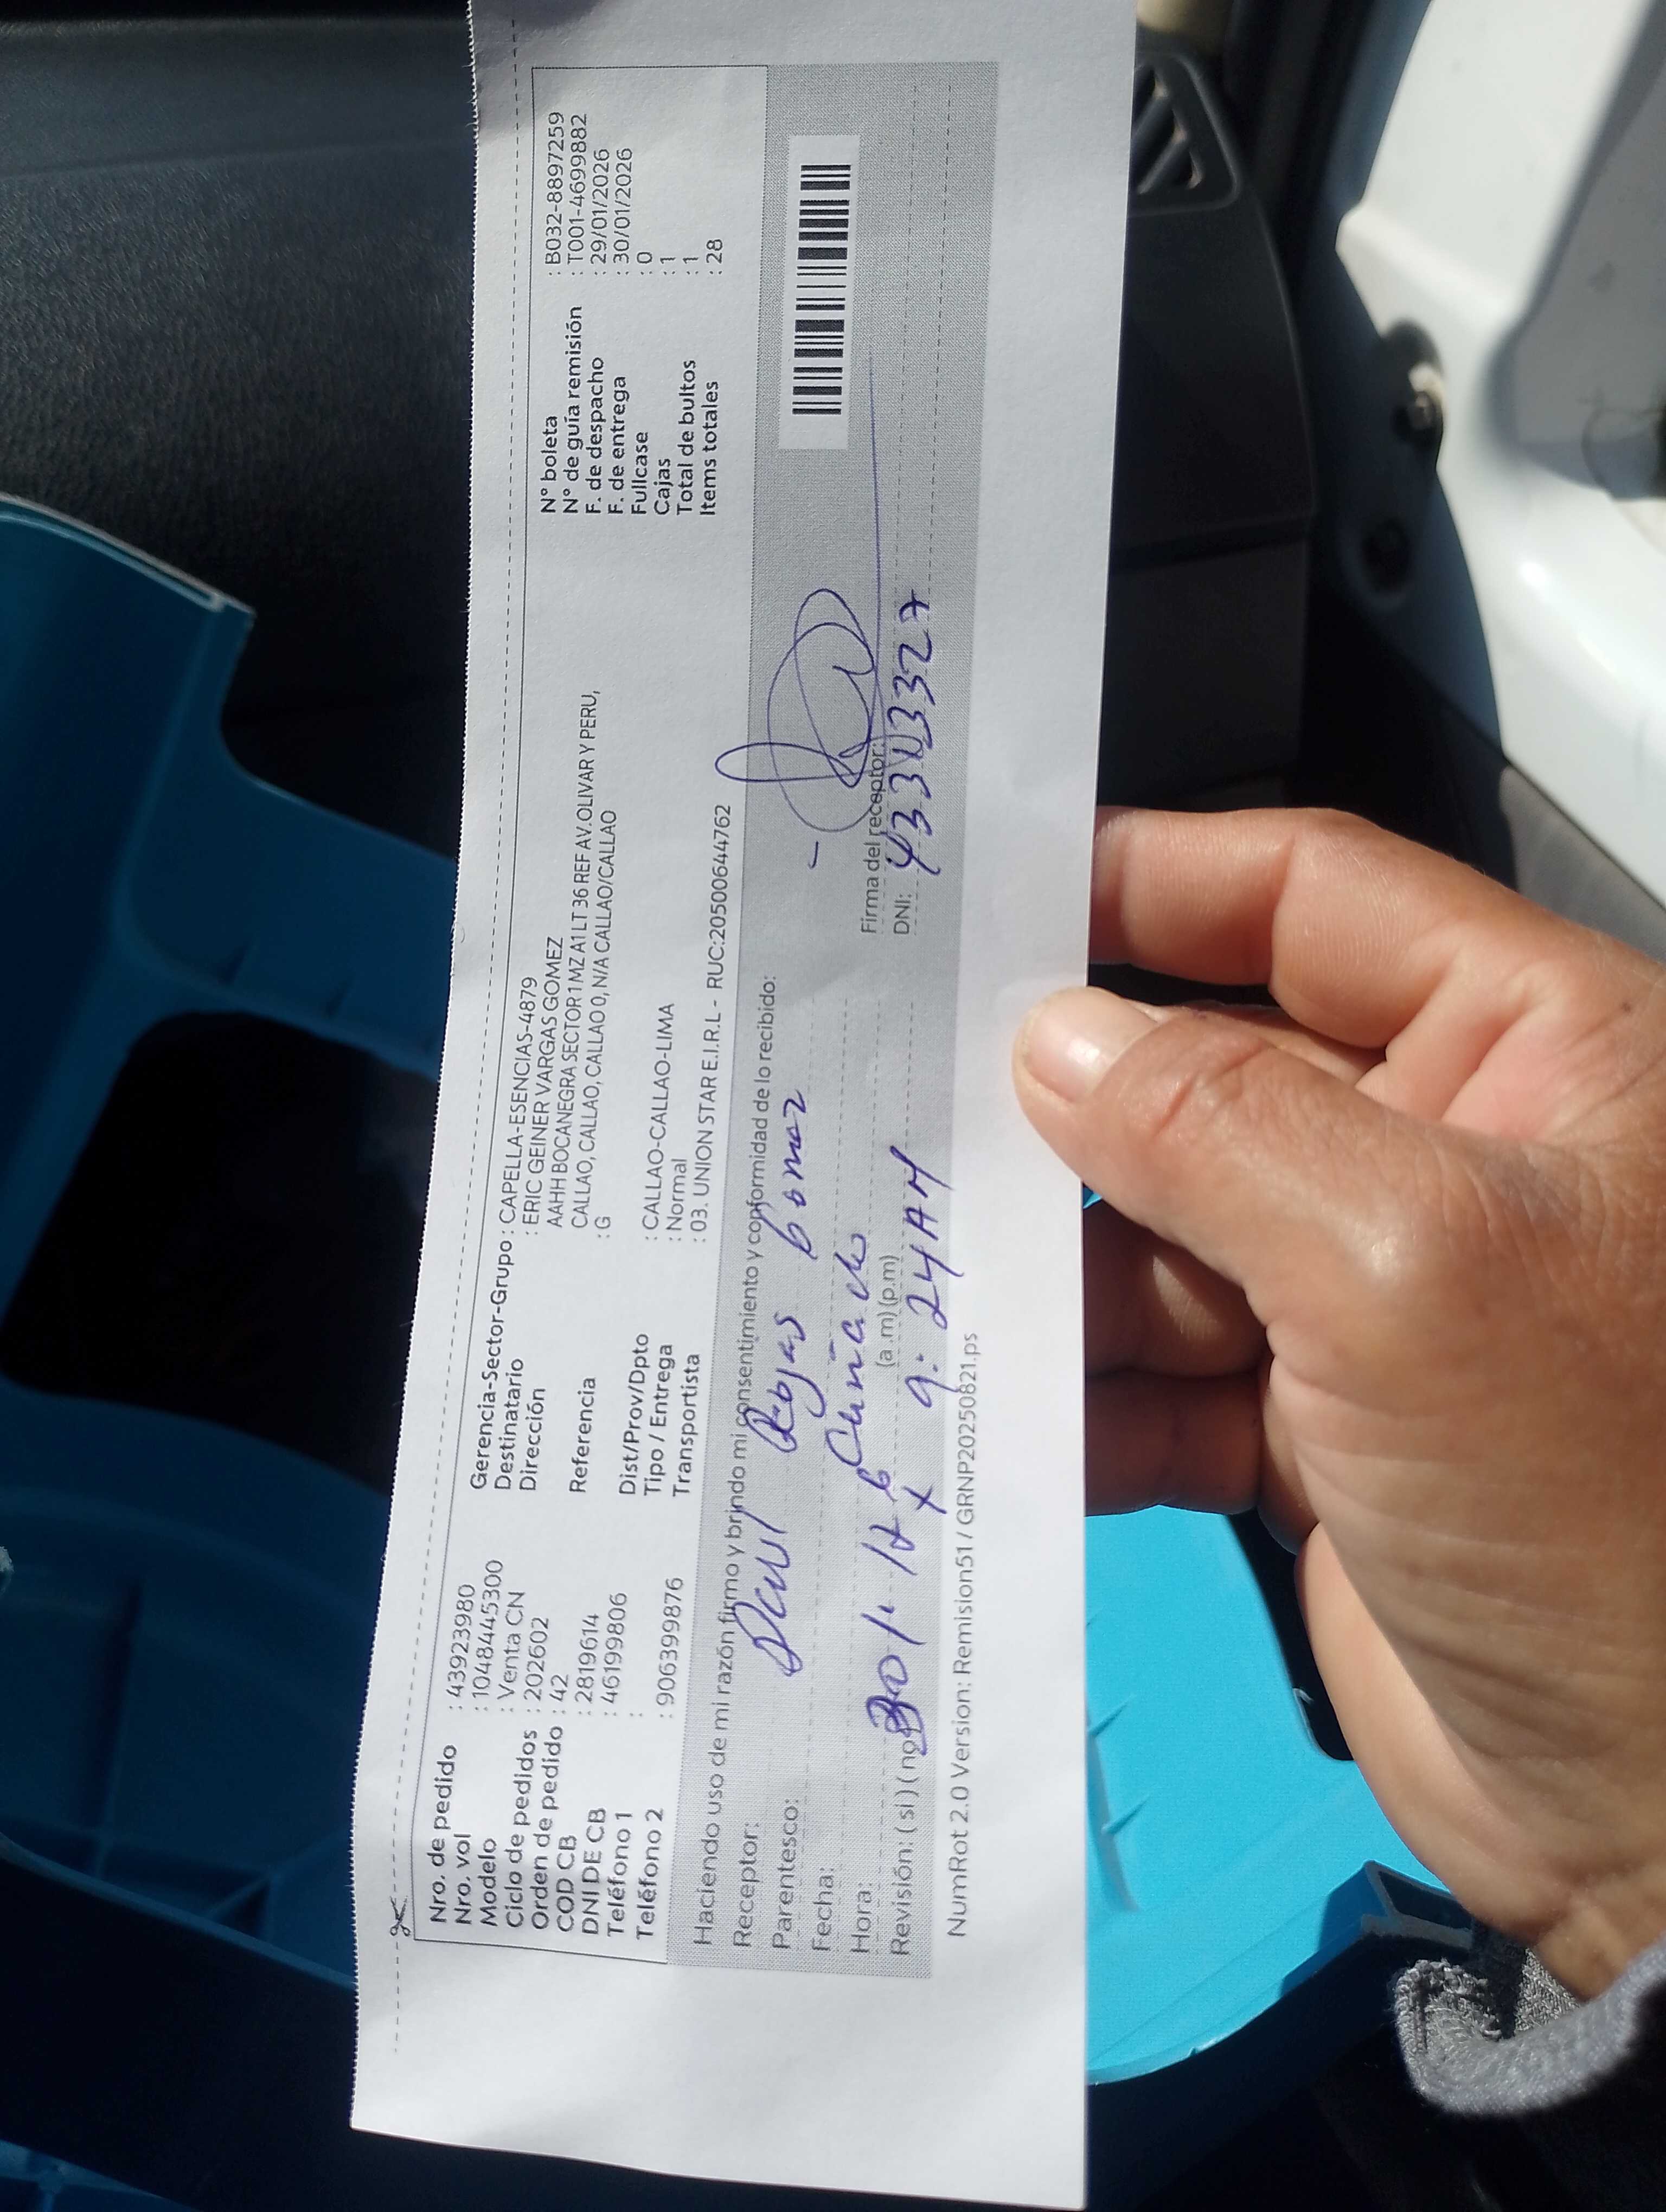 Nro. de pedido : 43923980
Nro. vol : 1048445300
Modelo : Venta CN
Ciclo de pedidos : 202602
Orden de pedido : 42
COD CB : 2819614
DNI DE CB : 46199806
Teléfono 1 :
Teléfono 2 : 906399876
Gerencia-Sector-Grupo : CAPELLA-ESENCIAS-4879
Destinatario : ERIC GEINER VARGAS GOMEZ
Dirección AAHH BOCANEGRA SECTOR 1 MZ A1 LT 36 REF AV.OLIVAR Y PERU,
CALLAO, CALLAO, CALLAO 0, N/A CALLAO/CALLAO
Referencia : G
Dist/Prov/Dpto : CALLAO-CALLAO-LIMA
Tipo / Entrega : Normal
Transportista : 03. UNION STAR E.I.R.L - RUC:20500644762
N° boleta : B032-8897259
N° de guía remisión : T001-4699882
F. de despacho : 29/01/2026
F. de entrega : 30/01/2026
Fullcase : 0
Cajas : 1
Total de bultos : 1
Items totales : 28
Haciendo uso de mi razón firmo y brindo mi consentimiento y conformidad de lo recibido:
Receptor: Rojas
Parentesco: Cuñado
Fecha:
Hora: (a .m) (p.m)
Revisión: ( si ) ( no ) 9:24 AM
Firma del receptor:
DNI:
NumRot 2.0 Version: Remision51 / GRNP20250821.ps